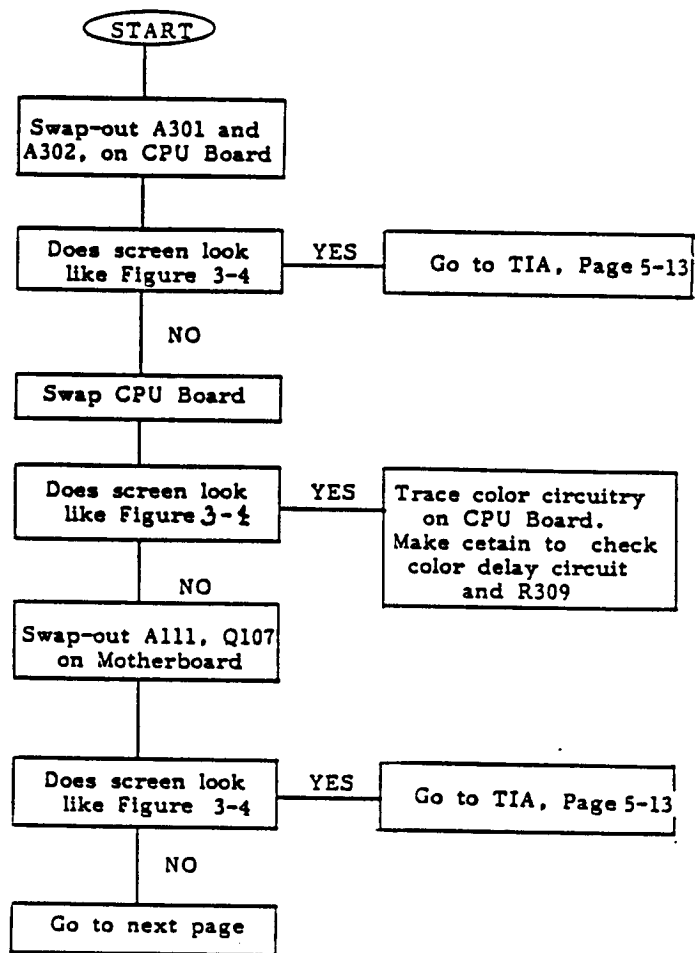 START
Swap-out A301 and
A302, on CPU Board
Does screen look
like Figure 3-4
YES
Go to TIA, Page 5-13
NO
Swap CPU Board
Does screen look
like Figure 3-4
YES
Trace color circuitry
on CPU Board.
Make cetain to check
color delay circuit
and R309
NO
Swap-out A111, Q107
on Motherboard
Does screen look
like Figure 3-4
YES
Go to TIA, Page 5-13
NO
Go to next page